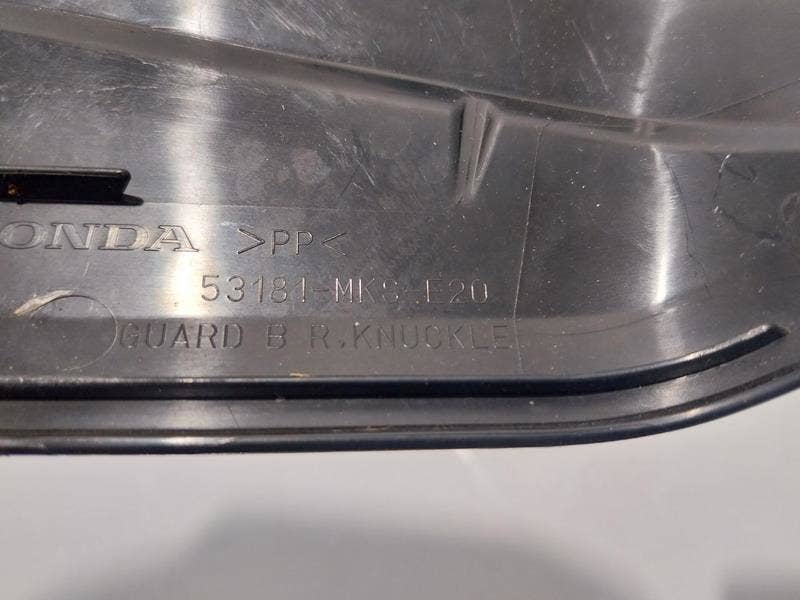 ONDA >PP<
53181-MKS-E20
GUARD B R.KNUCKLE